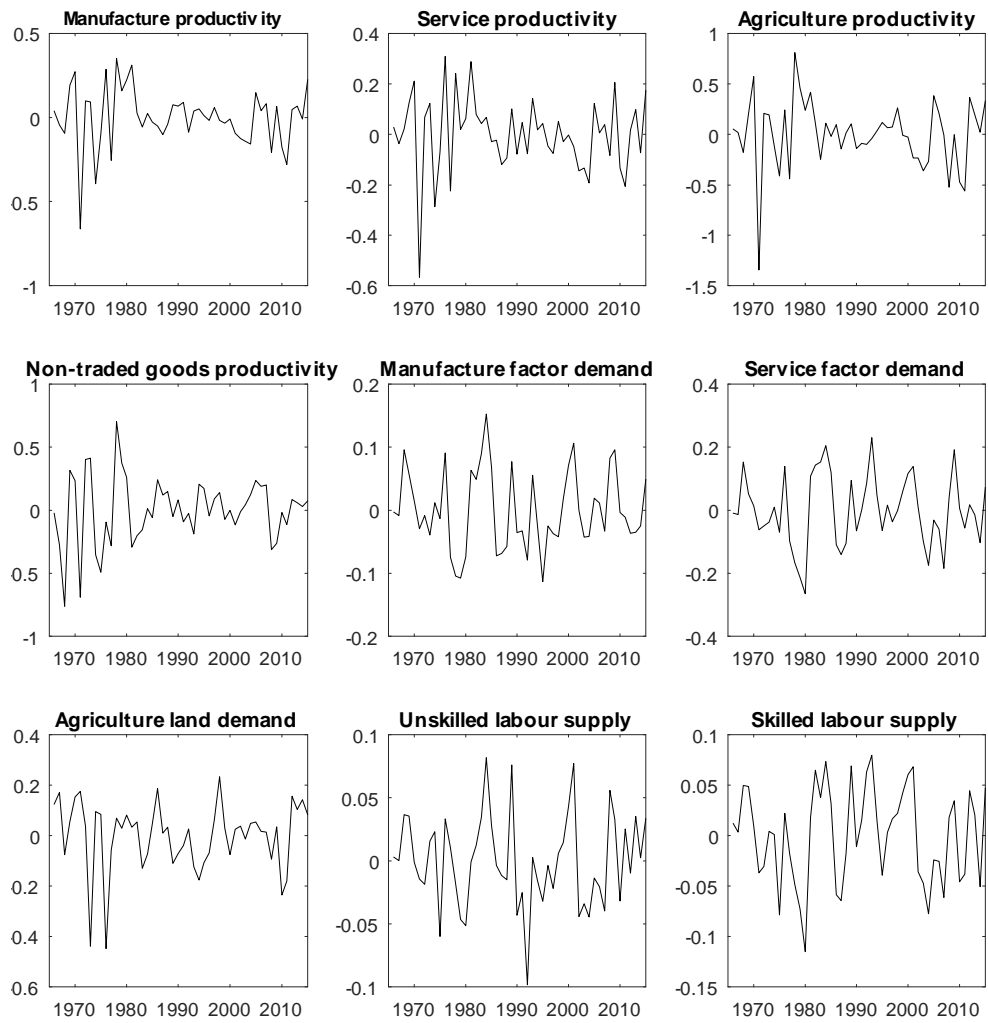 Manufacture productivity Service productivity Agriculture productivity
0.5 0.4 1
0 0.2 0.5
.0.5 0 0
-1 -0.2 -0.5
-0.4 -1
-0.6 -1.5
1970 1980 1990 2000 2010 1970 1980 1990 2000 2010 1970 1980 1990 2000 2010
Non-traded goods productivity Manufacture factor demand Service factor demand
1 0.2 0.4
0.5 0.1 0.2
0 0 0
-0.5 -0.1 -0.2
-1 -0.2 -0.4
1970 1980 1990 2000 2010 1970 1980 1990 2000 2010 1970 1980 1990 2000 2010
Agriculture land demand Unskilled labour supply Skilled labour supply
0.4 0.1 0.1
0.2 0.05 0.05
0 0 0
.0.2 -0.05 -0.05
.0.4 -0.1 -0.1
.0.6 -0.15
1970 1980 1990 2000 2010 1970 1980 1990 2000 2010 1970 1980 1990 2000 2010